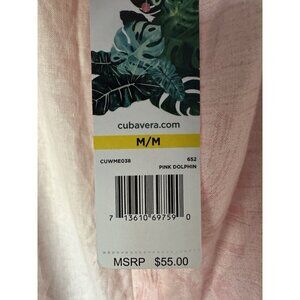 cubavera.com
M/M
CUWME038 652
PINK DOLPHIN
7 13610 69759 0
MSRP $55.00